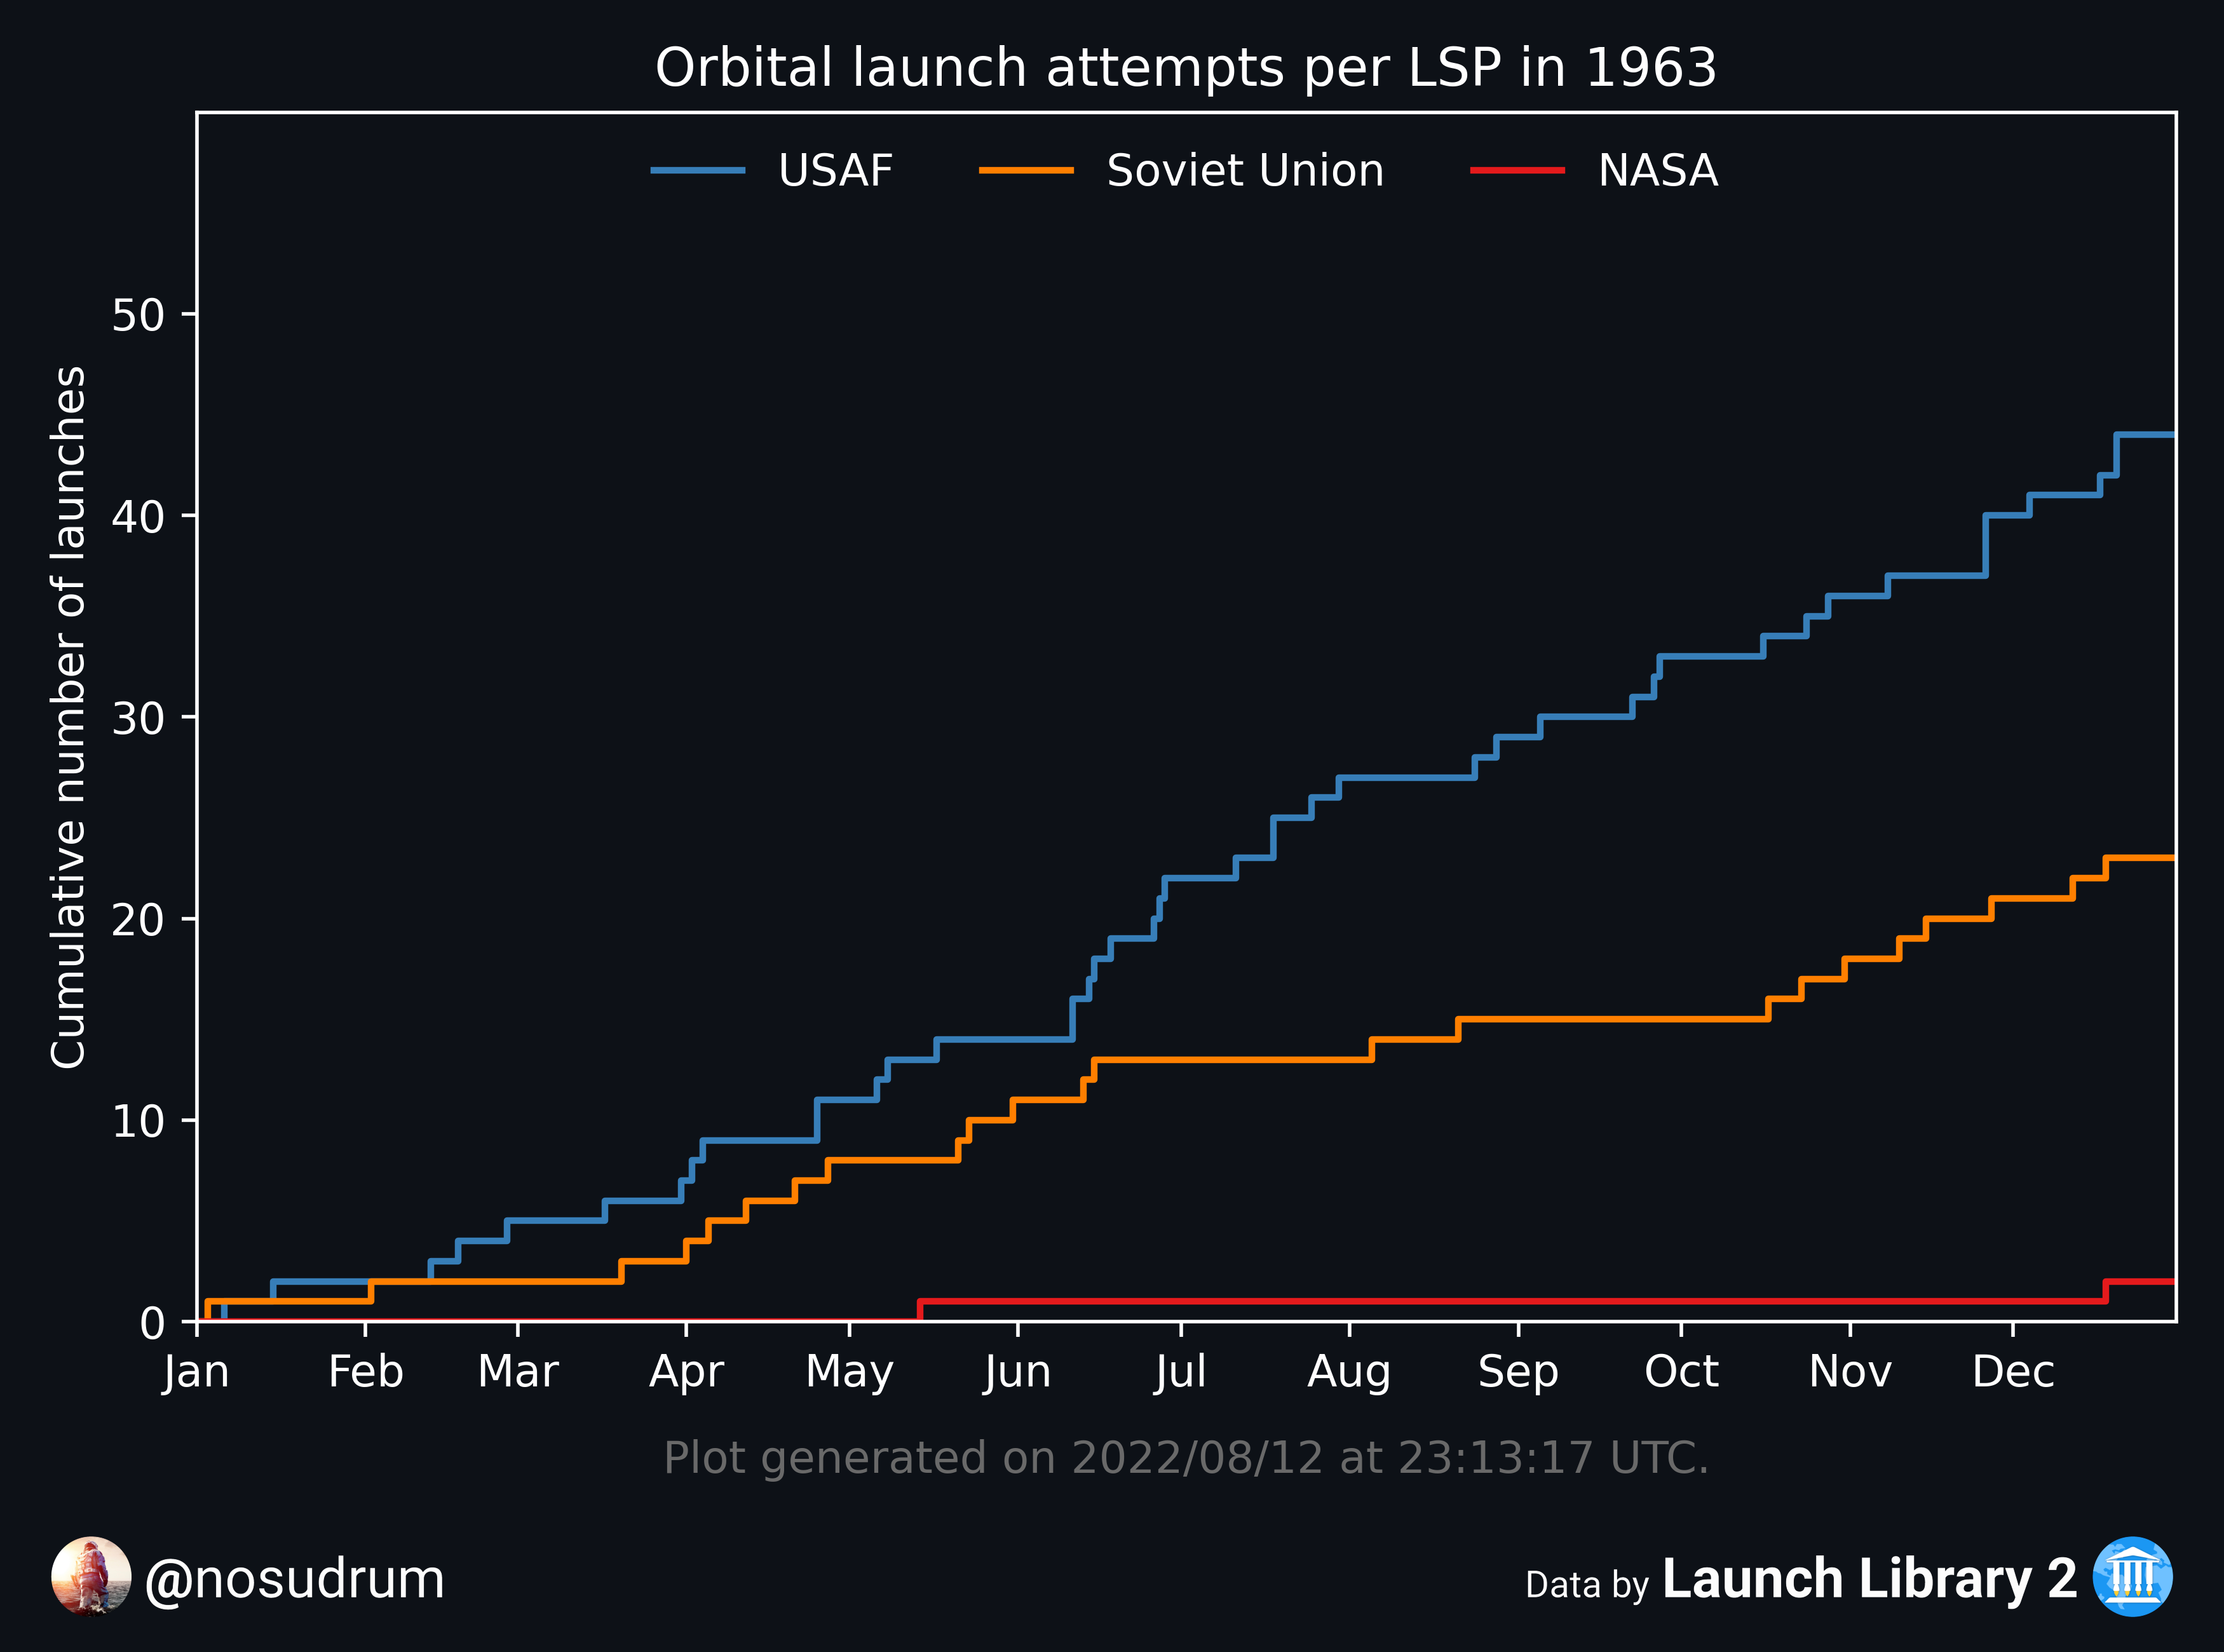 Orbital launch attempts per LSP in 1963
USAF Soviet Union NASA
Cumulative number of launches
50
40
30
20
10
0
Jan Feb Mar Apr May Jun Jul Aug Sep Oct Nov Dec
Plot generated on 2022/08/12 at 23:13:17 UTC.
@nosudrum
Data by Launch Library 2